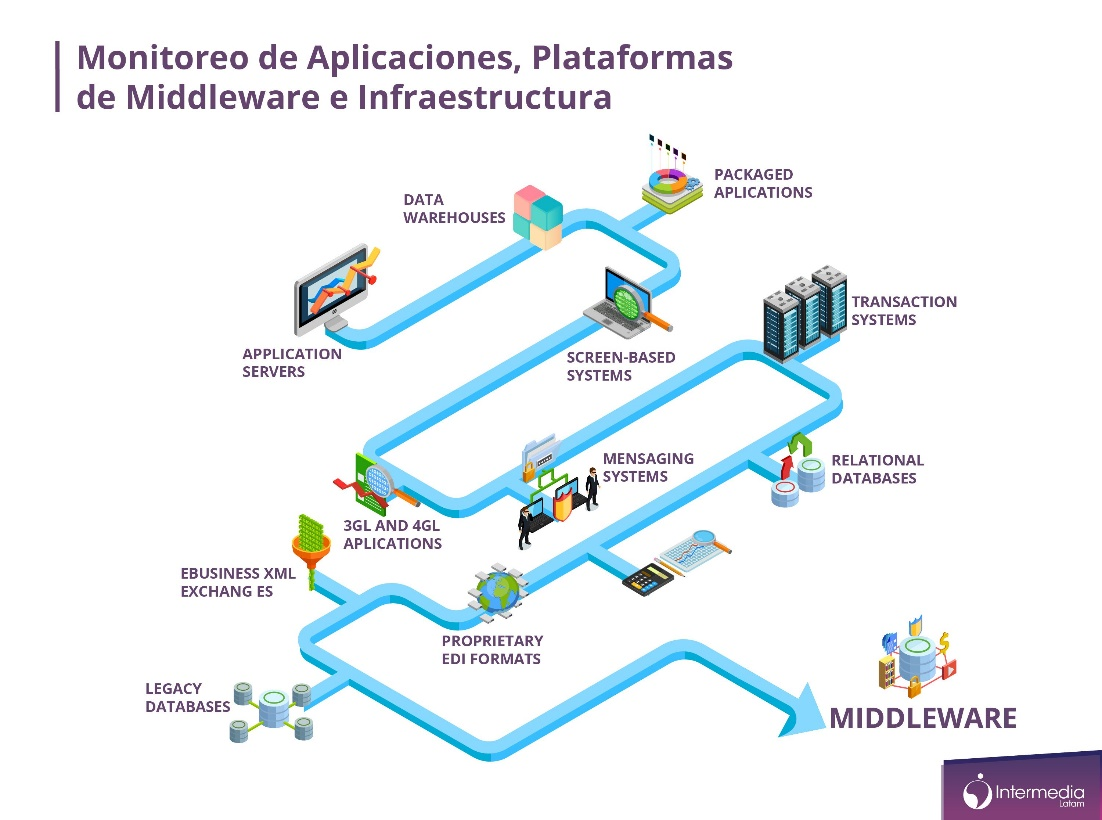 Monitoreo de Aplicaciones, Plataformas
de Middleware e Infraestructura
PACKAGED
APLICATIONS
DATA
WAREHOUSES
TRANSACTION
SYSTEMS
APPLICATION
SERVERS
SCREEN-BASED
SYSTEMS
MENSAGING
SYSTEMS
RELATIONAL
DATABASES
3GL AND 4GL
APLICATIONS
EBUSINESS XML
EXCHANG ES
PROPRIETARY
EDI FORMATS
LEGACY
DATABASES
MIDDLEWARE
Intermedia
Latam